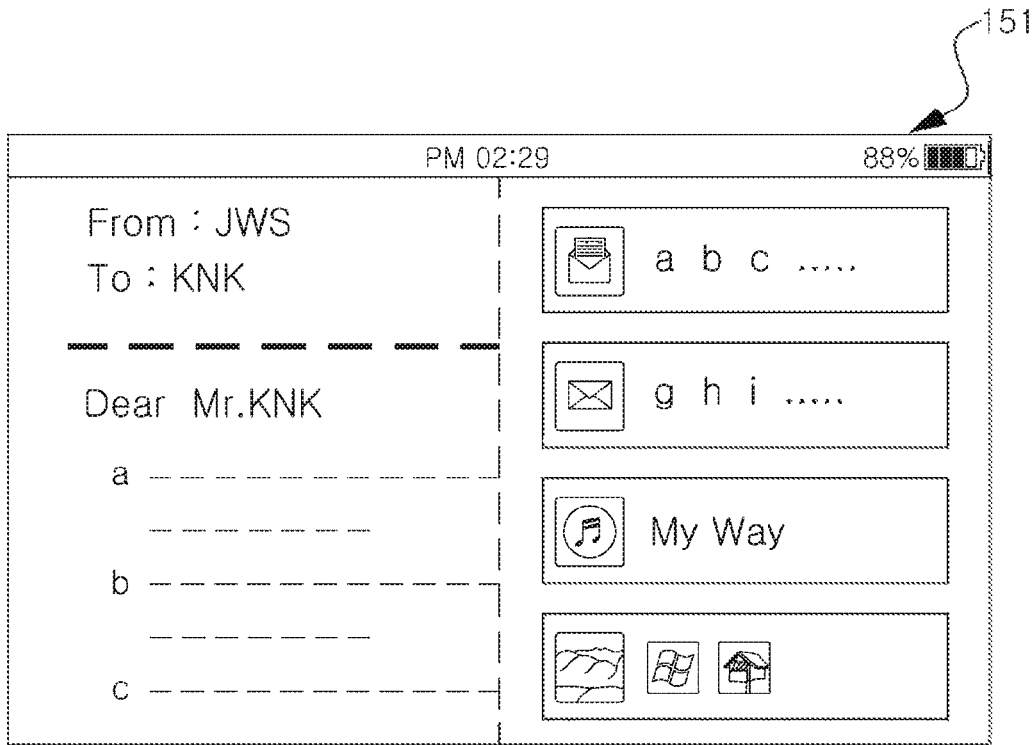 151
PM 02:29 88%
From : JWS
To : KNK
Dear Mr.KNK
a
b
c
a b c .....
g h i .....
My Way